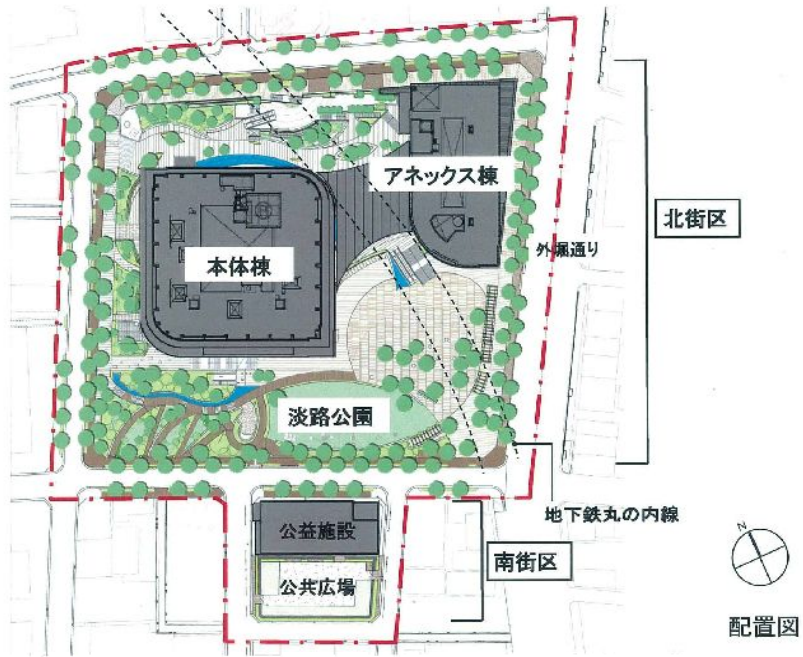 アネックス棟
北街区
本体棟
外堀通り
淡路公園
地下鉄丸の内線
公益施設
南街区
公共広場
N
配置図